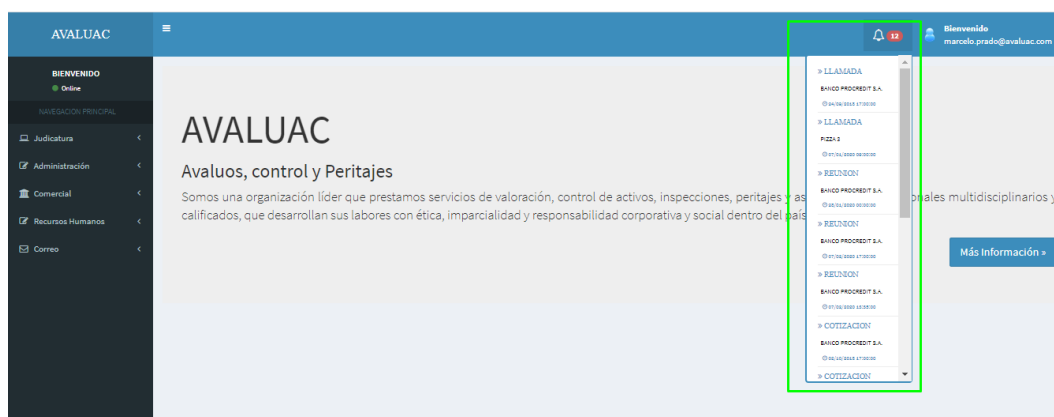 AVALUAC
12
Bienvenido
marcelo.prado@avaluac.com
BIENVENIDO
Online
NAVEGACION PRINCIPAL
Judicatura
Administración
Comercial
Recursos Humanos
Correo
AVALUAC
Avaluos, control y Peritajes
Somos una organización líder que prestamos servicios de valoración, control de activos, inspecciones, peritajes y as
onales multidisciplinarios y
calificados, que desarrollan sus labores con ética, imparcialidad y responsabilidad corporativa y social dentro del país
Más Información »
» LLAMADA
BANCO PROCREDIT S.A.
» LLAMADA
PIZZA 2
» REUNION
BANCO PROCREDIT S.A.
» REUNION
BANCO PROCREDIT S.A.
» REUNION
BANCO PROCREDIT S.A.
» COTIZACION
BANCO PROCREDIT S.A.
» COTIZACION